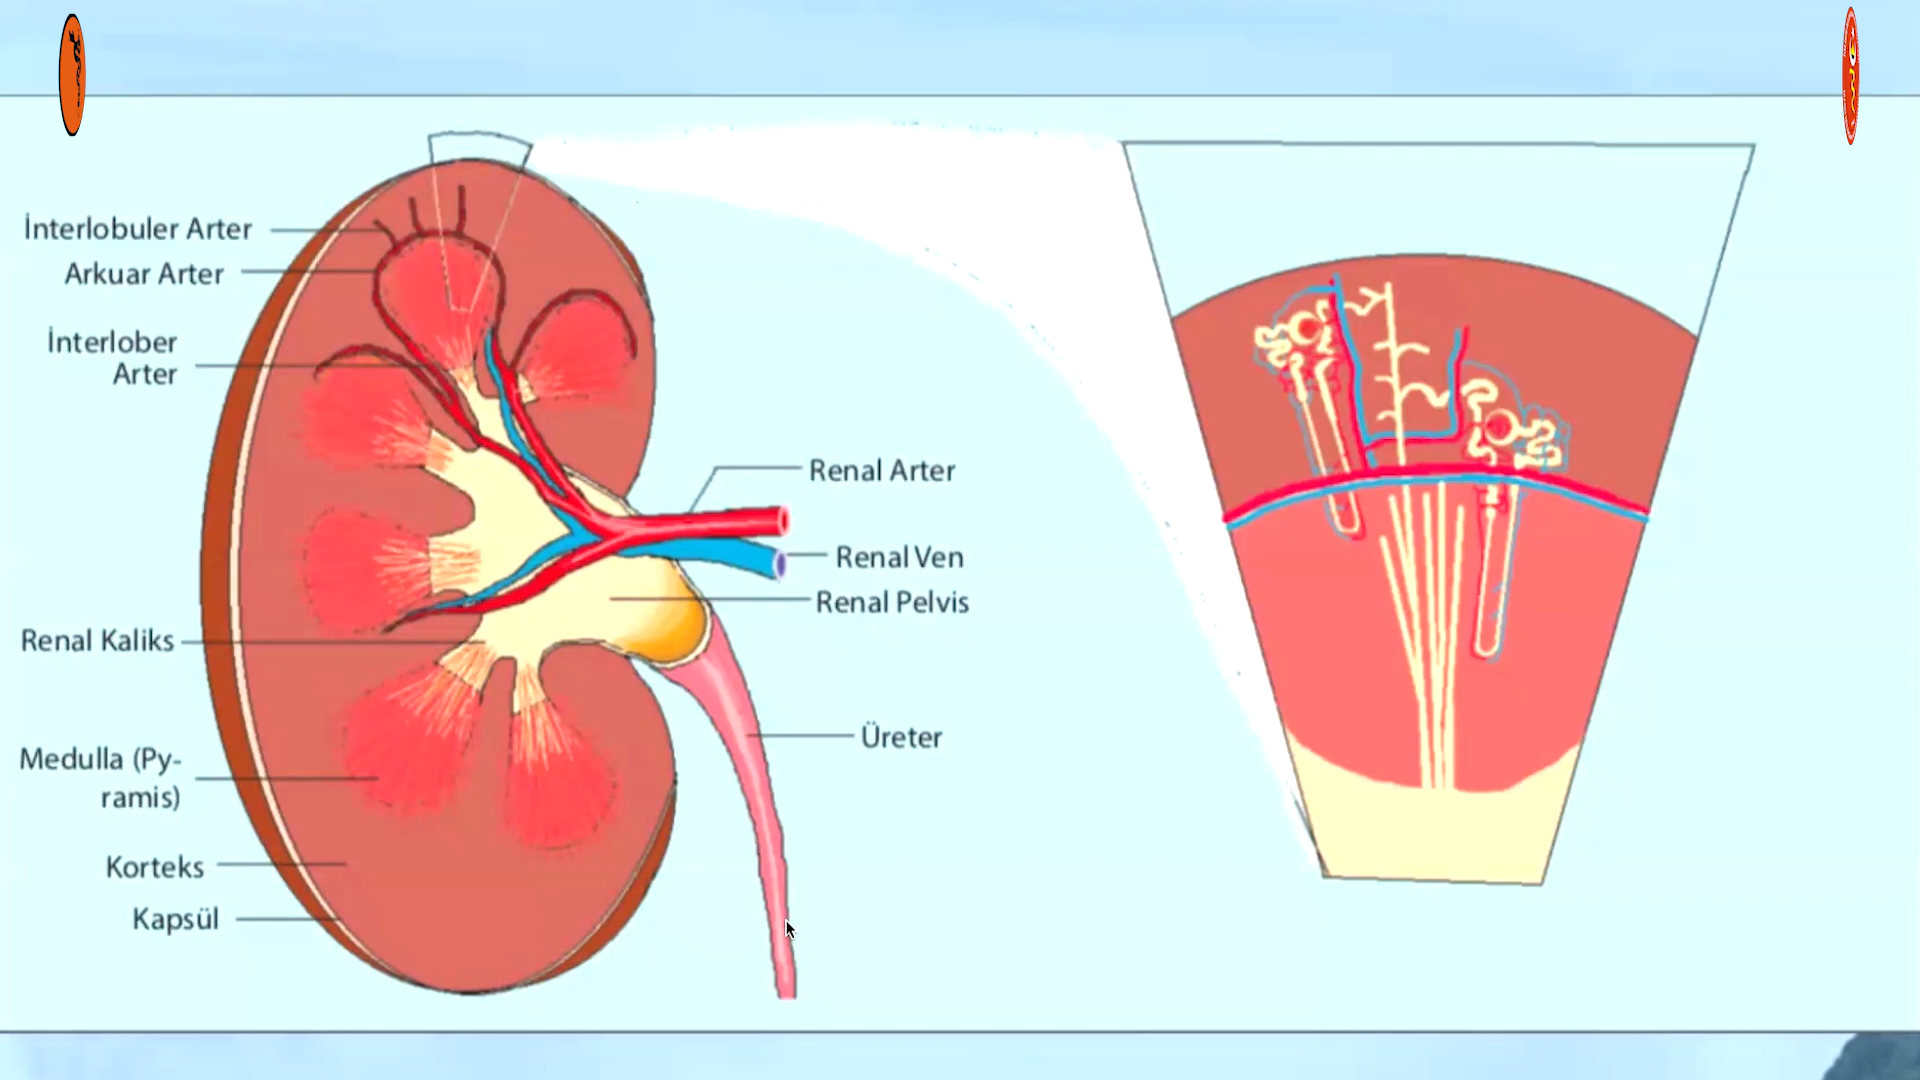 İnterlobuler Arter
Arkuar Arter
İnterlober
Arter
Renal Kaliks
Medulla (Py-
ramis)
Korteks
Kapsül
Renal Arter
Renal Ven
Renal Pelvis
Üreter